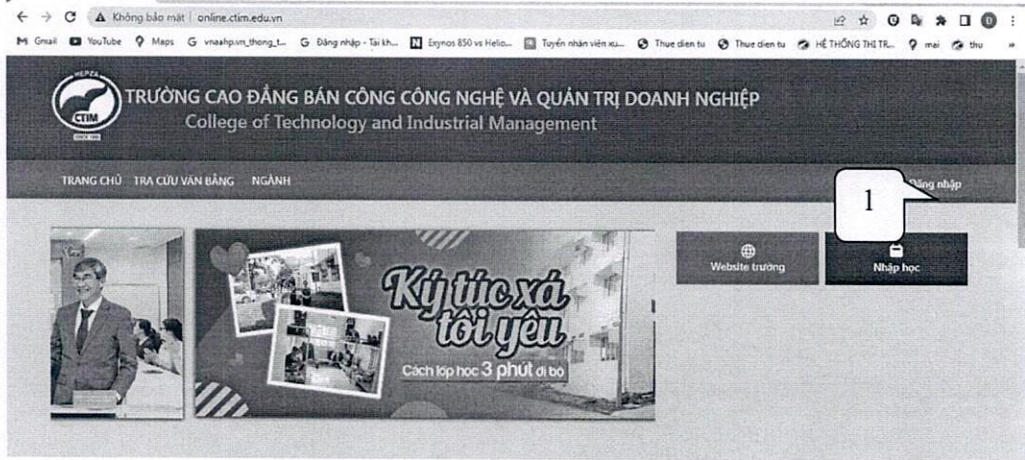 Không bảo mật | online.ctim.edu.vn
Gmail YouTube Maps vnaahp.vn_thong_t... Đăng nhập - Tài kh... Exynos 850 vs Helio... Tuyển nhân viên xu... Thue dien tu Thue dien tu HỆ THỐNG THI TR... mai thu »
HEPZA
CTIM
TRƯỜNG CAO ĐẲNG BÁN CÔNG CÔNG NGHỆ VÀ QUẢN TRỊ DOANH NGHIỆP
College of Technology and Industrial Management
TRANG CHỦ TRA CỨU VĂN BẰNG NGÀNH
Đăng nhập
1
Website trường
Nhập học
Ký túc xá
tôi yêu
Cách lớp học 3 phút đi bộ